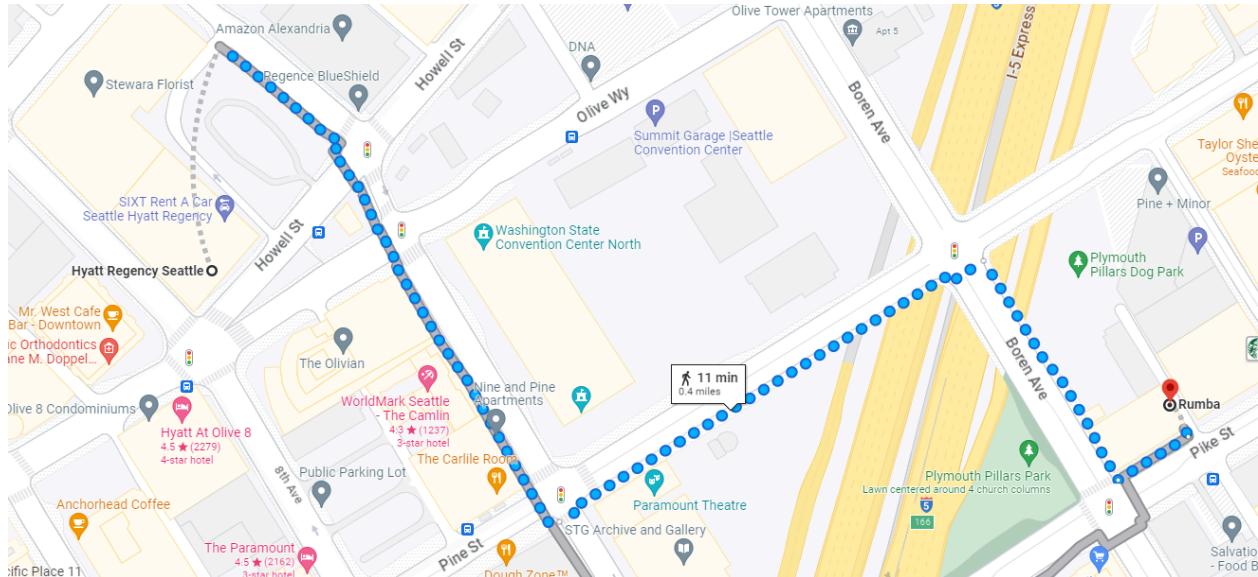 Amazon Alexandria
Stewara Florist
Regence BlueShield
Howell St
DNA
Olive Tower Apartments
Apt 5
I-5 Express
Olive Wy
Boren Ave
Summit Garage |Seattle
Convention Center
Taylor She
Oyste
Seafood
Pine + Minor
SIXT Rent A Car
Seattle Hyatt Regency
Howell St
Washington State
Convention Center North
Hyatt Regency Seattle
Plymouth
Pillars Dog Park
Mr. West Cafe
Bar - Downtown
ic Orthodontics
ane M. Doppel...
The Olivian
WorldMark Seattle
- The Camlin
4.3 ★ (1237)
3-star hotel
Nine and Pine
Apartments
11 min
0.4 miles
Boren Ave
Rumba
Pike St
Olive 8 Condominiums
Hyatt At Olive 8
4.5 ★ (2279)
4-star hotel
8th Ave
Public Parking Lot
The Carlile Room
Paramount Theatre
Plymouth Pillars Park
Lawn centered around 4 church columns
5
166
Anchorhead Coffee
STG Archive and Gallery
Pine St
The Paramount
4.5 ★ (2162)
3-star hotel
Dough Zone™
cific Place 11
Salvatio
- Food B